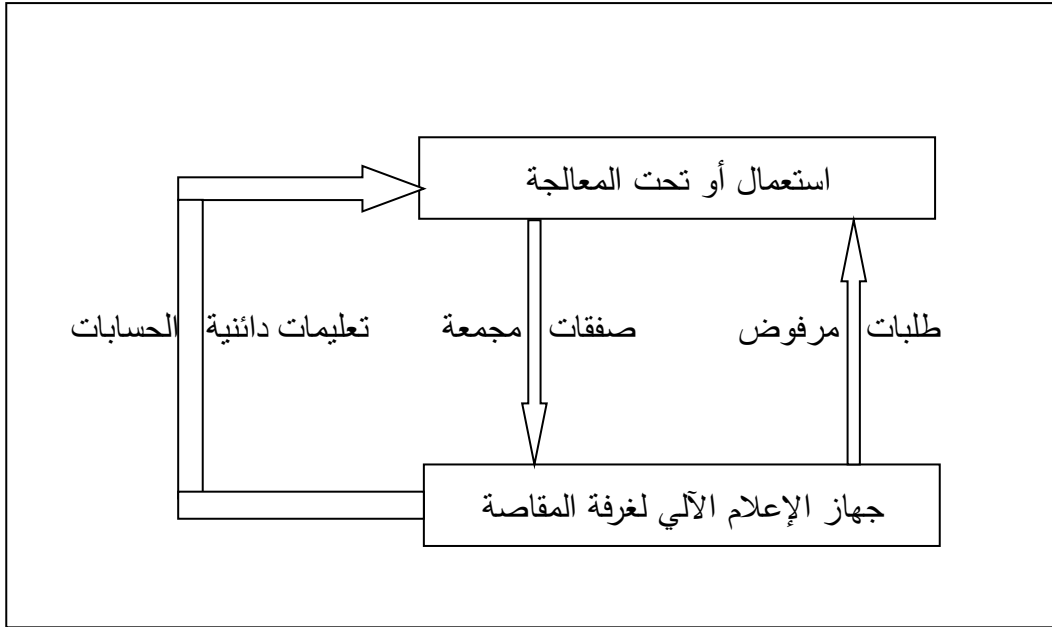 استعمال أو تحت المعالجة
طلبات مرفوض صفقات مجمعة تعليمات دائنية الحسابات
جهاز الإعلام الآلي لغرفة المقاصة